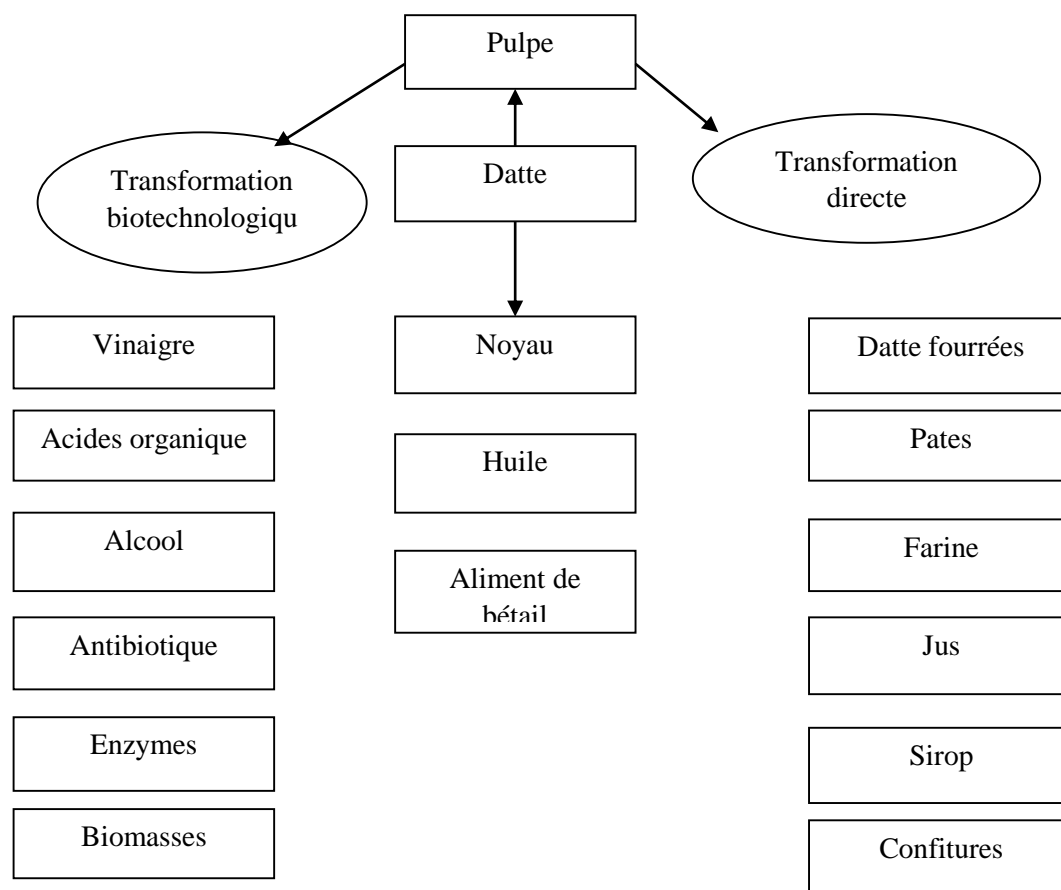 Pulpe
Datte
Transformation
biotechnologiqu
Transformation
directe
Vinaigre
Noyau
Datte fourrées
Acides organique
Huile
Pates
Alcool
Aliment de
bétail
Farine
Antibiotique
Jus
Enzymes
Sirop
Biomasses
Confitures